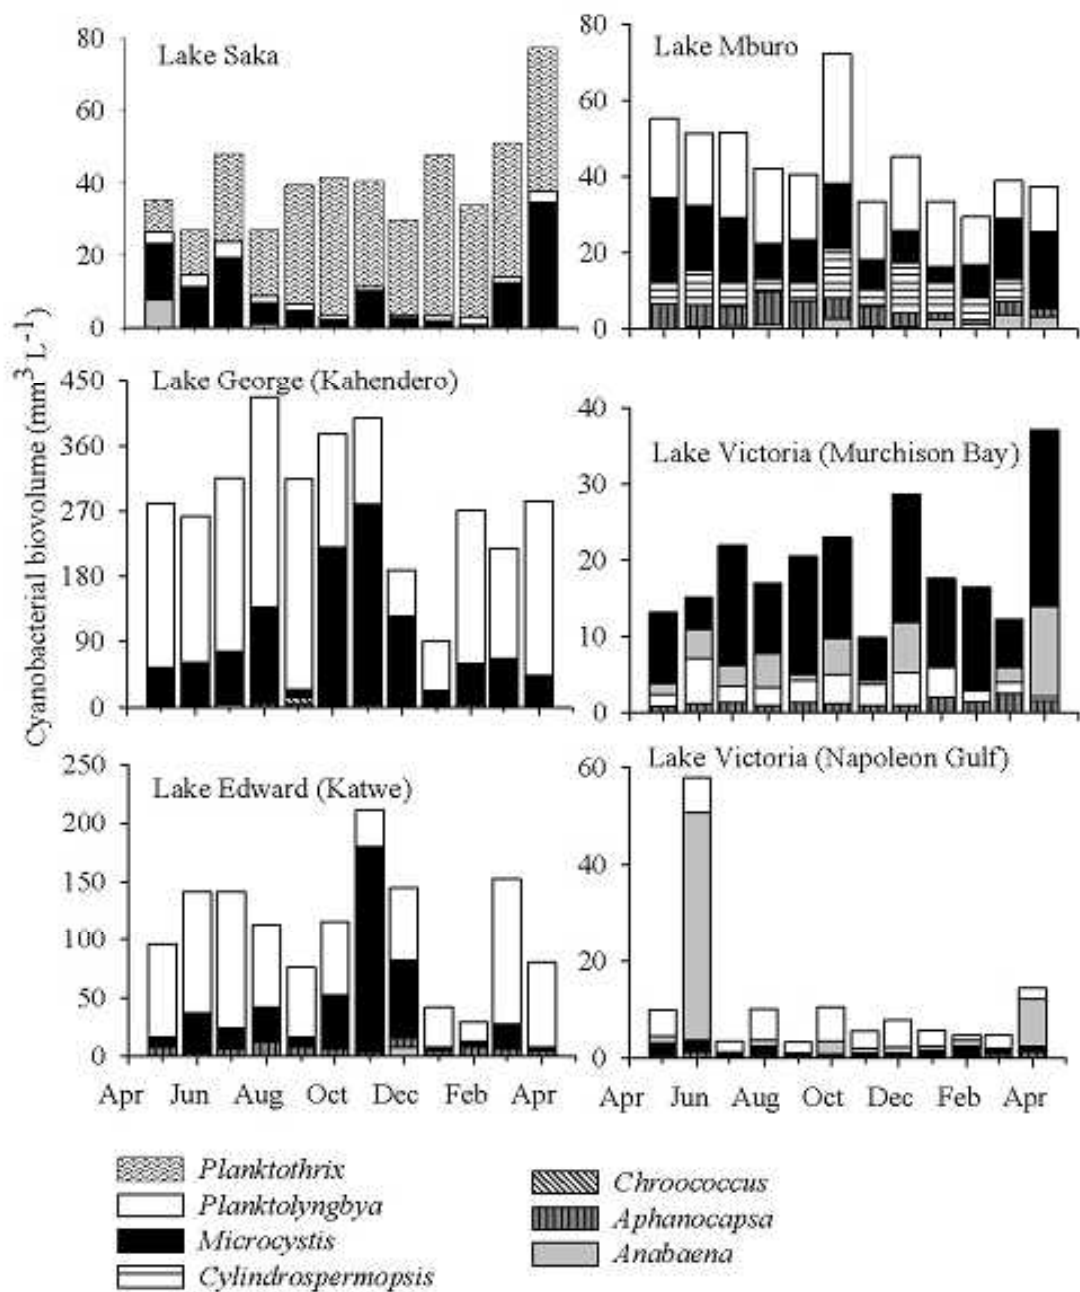 Cyanobacterial biovolume (mm³ L⁻¹)
Lake Saka
80
60
40
20
0
Lake Mburo
80
60
40
20
0
Lake George (Kahendero)
450
360
270
180
90
0
Lake Victoria (Murchison Bay)
40
30
20
10
0
Lake Edward (Katwe)
250
200
150
100
50
0
Apr Jun Aug Oct Dec Feb Apr
Lake Victoria (Napoleon Gulf)
60
40
20
0
Apr Jun Aug Oct Dec Feb Apr
Planktothrix
Planktolyngbya
Microcystis
Cylindrospermopsis
Chroococcus
Aphanocapsa
Anabaena